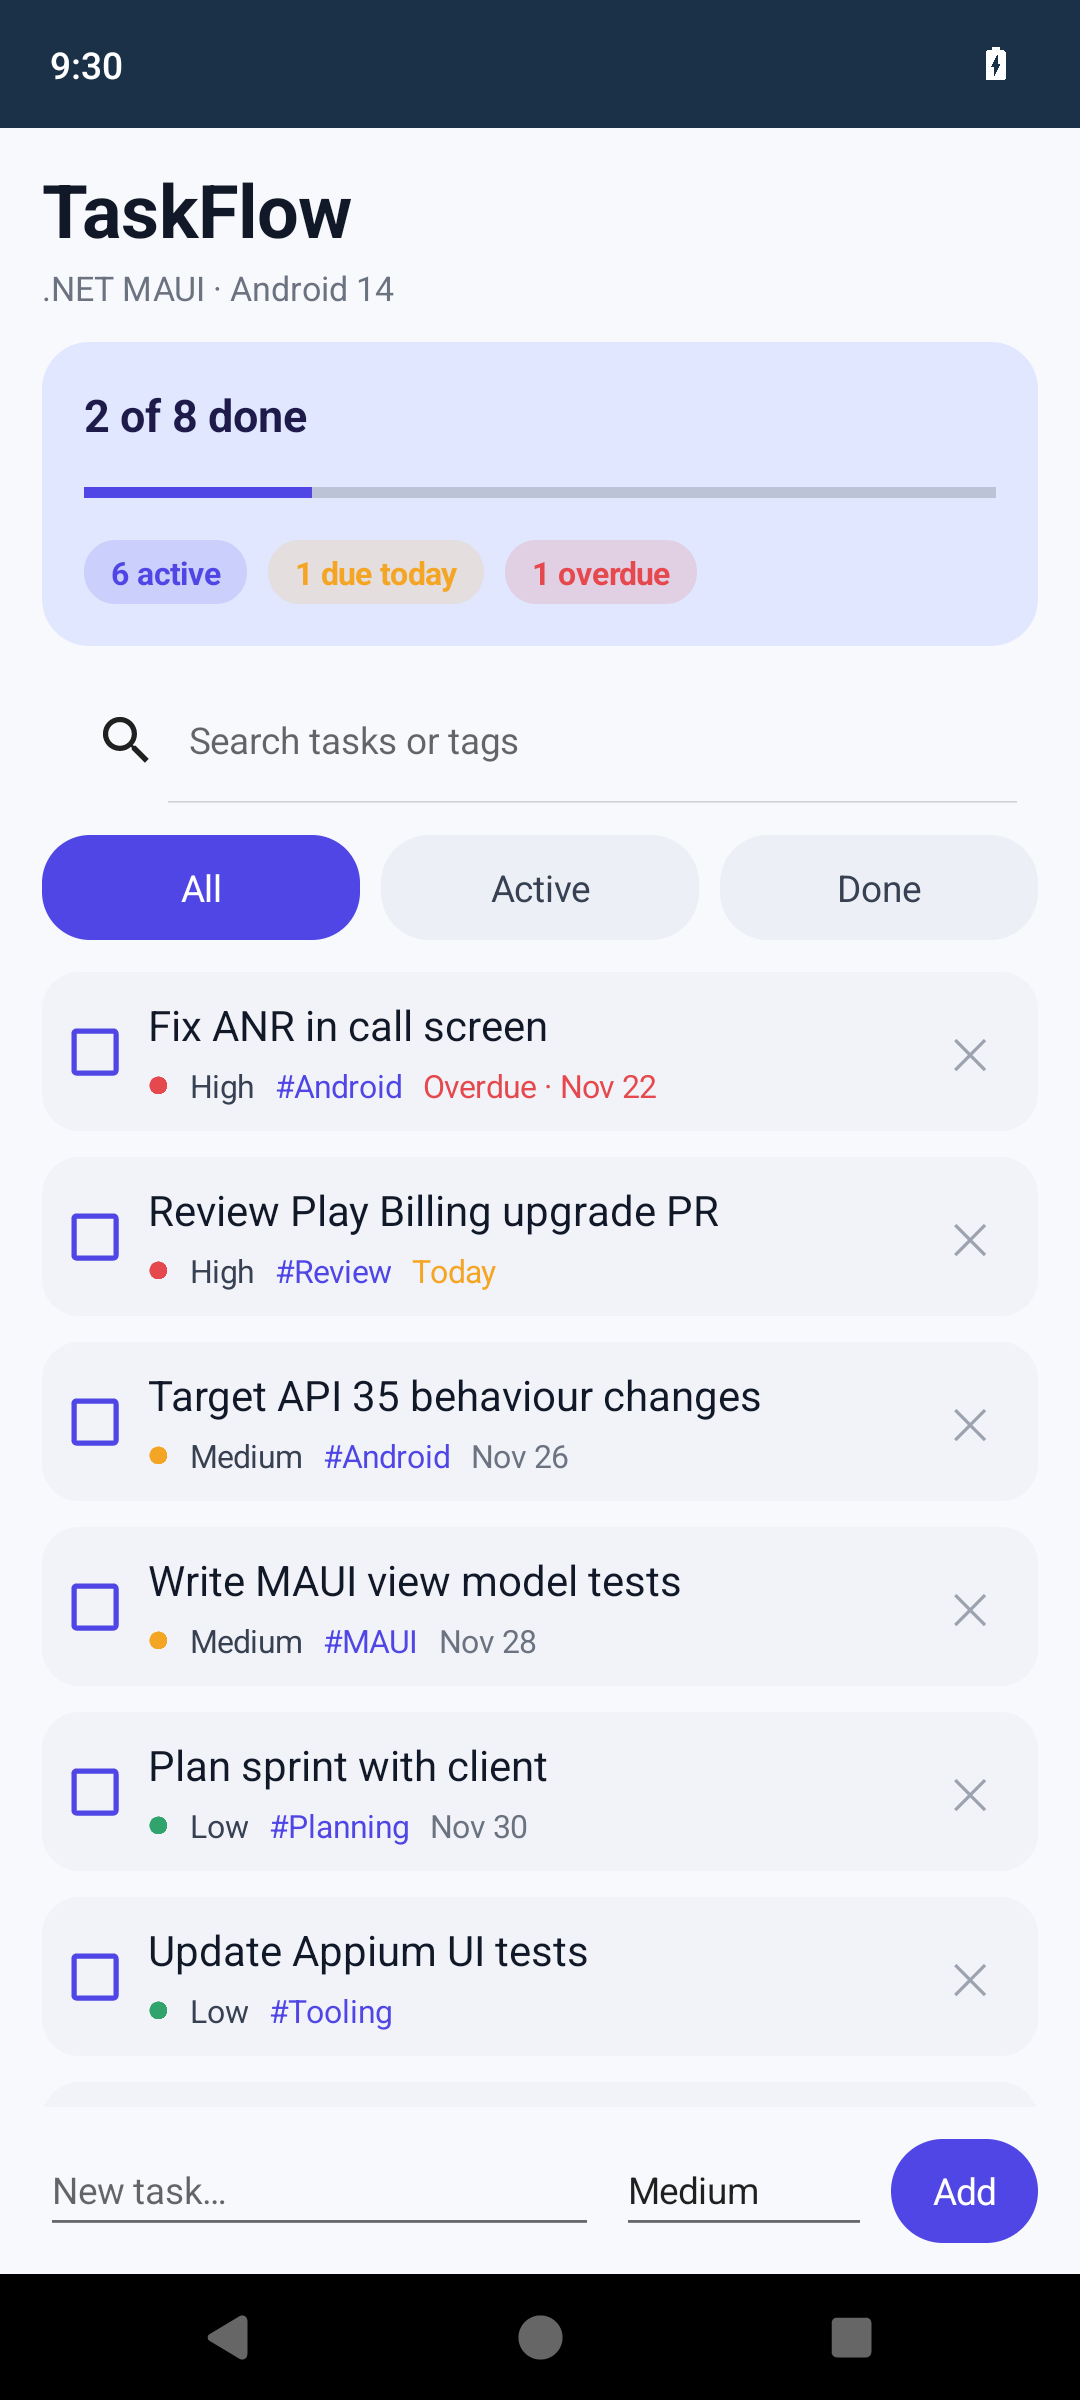 9:30
TaskFlow
.NET MAUI · Android 14
2 of 8 done
6 active 1 due today 1 overdue
Search tasks or tags
All Active Done
Fix ANR in call screen
High #Android Overdue · Nov 22
Review Play Billing upgrade PR
High #Review Today
Target API 35 behaviour changes
Medium #Android Nov 26
Write MAUI view model tests
Medium #MAUI Nov 28
Plan sprint with client
Low #Planning Nov 30
Update Appium UI tests
Low #Tooling
New task… Medium Add